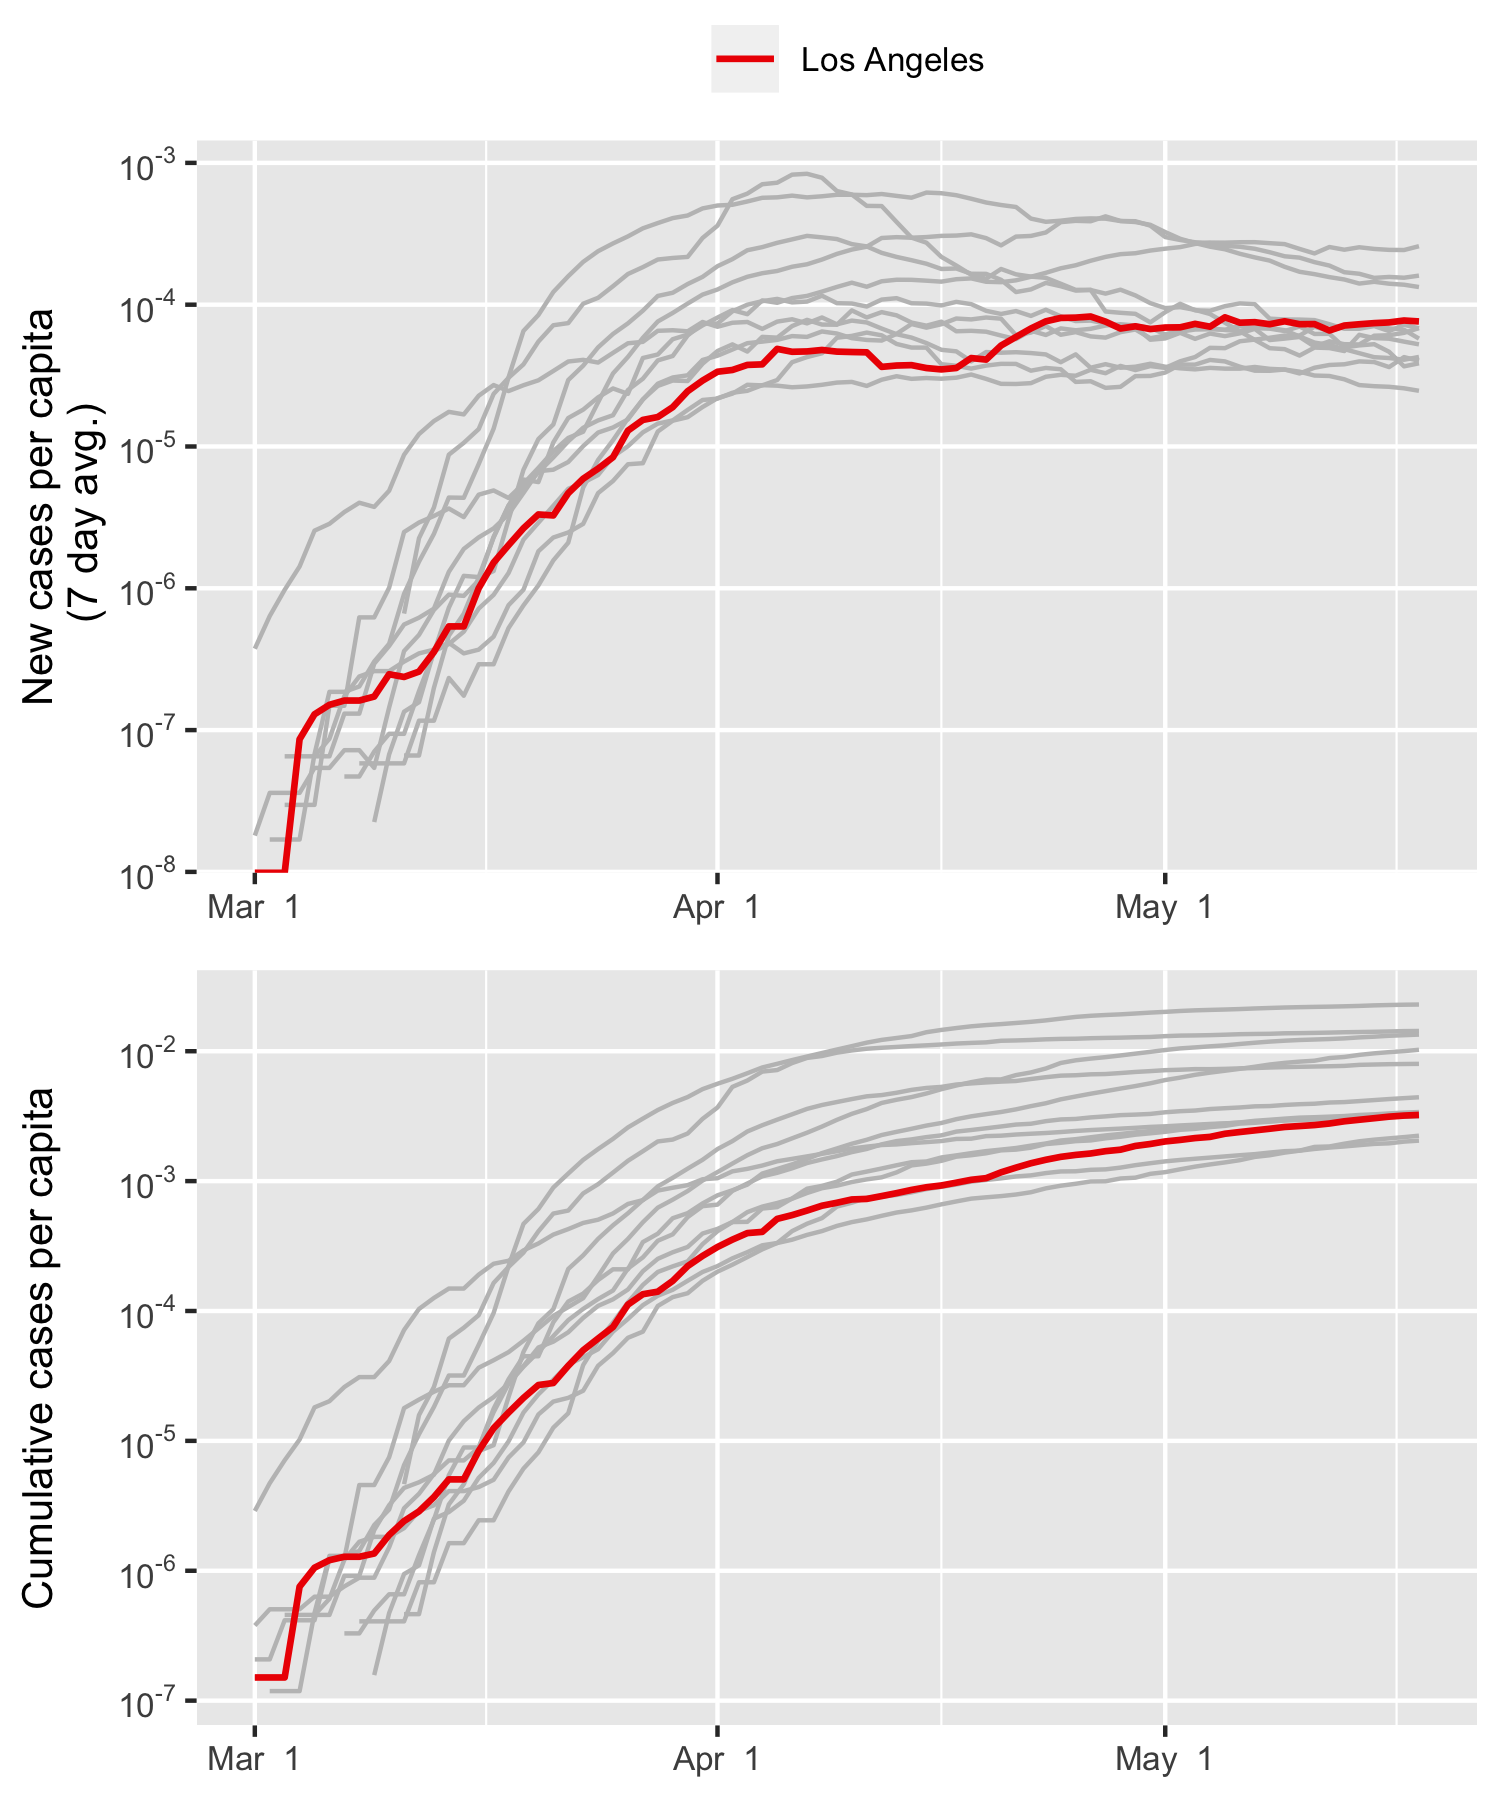 Los Angeles
New cases per capita
(7 day avg.)
10-3
10-4
10-5
10-6
10-7
10-8
Mar 1 Apr 1 May 1
Cumulative cases per capita
10-2
10-3
10-4
10-5
10-6
10-7
Mar 1 Apr 1 May 1